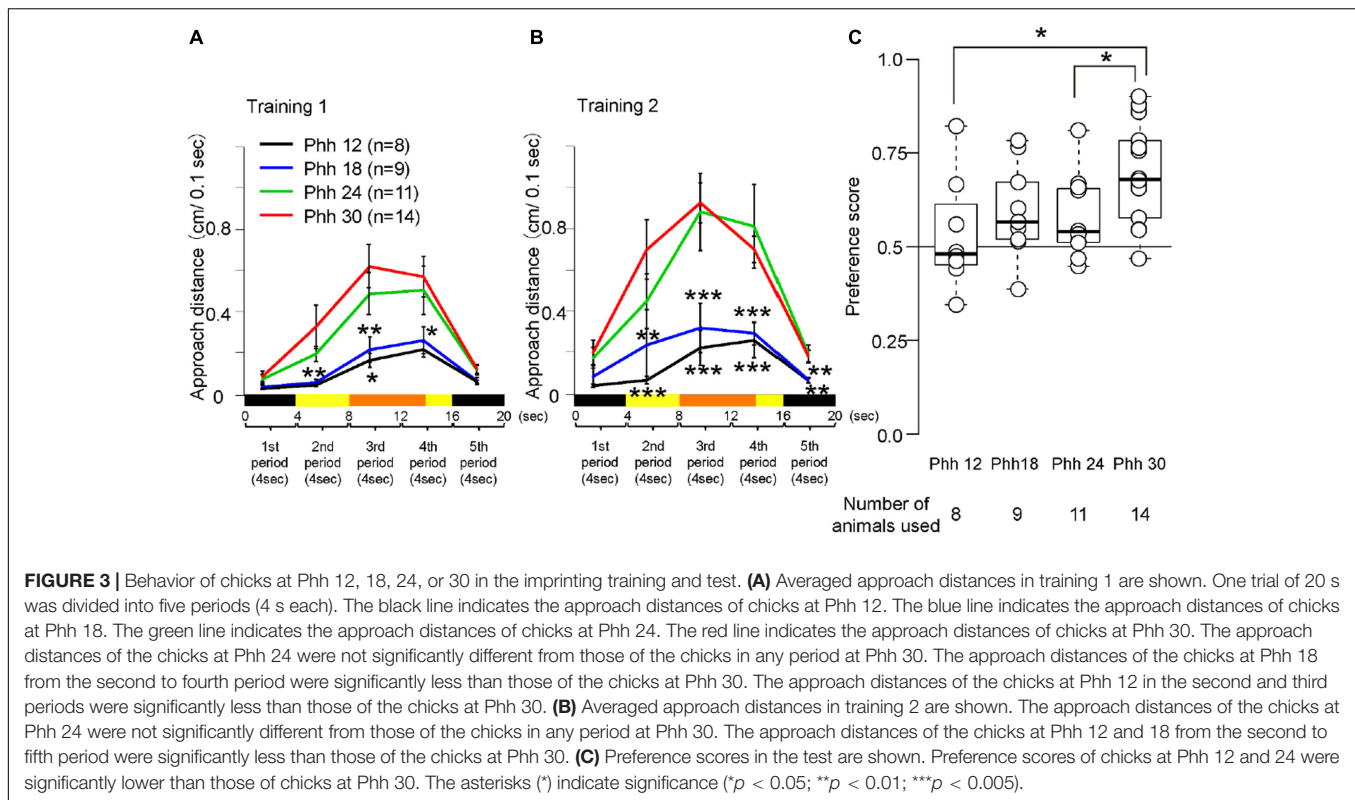 A
Training 1
Phh 12 (n=8)
Phh 18 (n=9)
Phh 24 (n=11)
Phh 30 (n=14)
Approach distance (cm/ 0.1 sec)
0.8
0.4
0
**
*
**
*
0 4 8 12 16 20 (sec)
1st 2nd 3rd 4th 5th
period period period period period
(4sec) (4sec) (4sec) (4sec) (4sec)
B
Training 2
Approach distance (cm/ 0.1 sec)
0.8
0.4
0
***
***
**
***
***
**
***
**
0 4 8 12 16 20 (sec)
1st 2nd 3rd 4th 5th
period period period period period
(4sec) (4sec) (4sec) (4sec) (4sec)
C
*
*
Preference score
1.0
0.75
0.5
0.25
0.0
Phh 12 Phh18 Phh 24 Phh 30
Number of
animals used
8 9 11 14
FIGURE 3 | Behavior of chicks at Phh 12, 18, 24, or 30 in the imprinting training and test. (A) Averaged approach distances in training 1 are shown. One trial of 20 s
was divided into five periods (4 s each). The black line indicates the approach distances of chicks at Phh 12. The blue line indicates the approach distances of chicks
at Phh 18. The green line indicates the approach distances of chicks at Phh 24. The red line indicates the approach distances of chicks at Phh 30. The approach
distances of the chicks at Phh 24 were not significantly different from those of the chicks in any period at Phh 30. The approach distances of the chicks at Phh 18
from the second to fourth period were significantly less than those of the chicks at Phh 30. The approach distances of the chicks at Phh 12 in the second and third
periods were significantly less than those of the chicks at Phh 30. (B) Averaged approach distances in training 2 are shown. The approach distances of the chicks at
Phh 24 were not significantly different from those of the chicks in any period at Phh 30. The approach distances of the chicks at Phh 12 and 18 from the second to
fifth period were significantly less than those of the chicks at Phh 30. (C) Preference scores in the test are shown. Preference scores of chicks at Phh 12 and 24 were
significantly lower than those of chicks at Phh 30. The asterisks (*) indicate significance (*p < 0.05; **p < 0.01; ***p < 0.005).